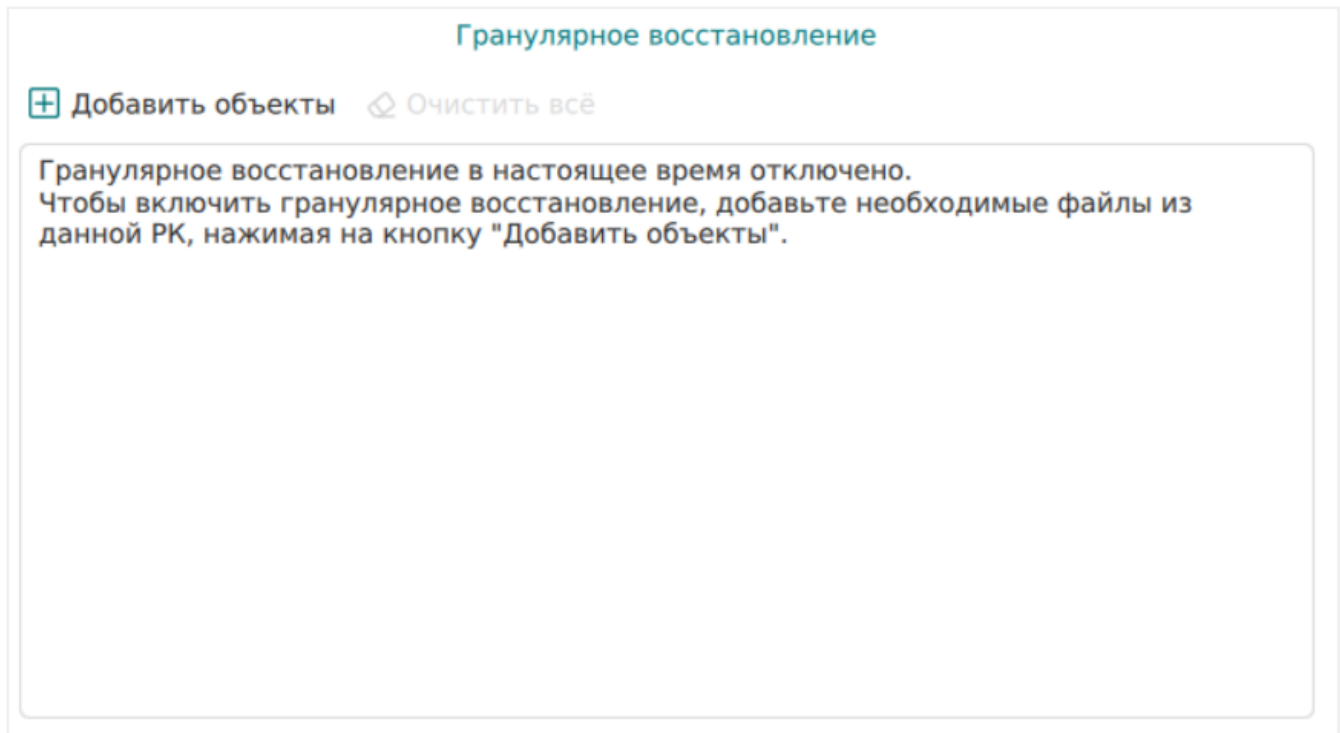 Гранулярное восстановление
Добавить объекты Очистить всё
Гранулярное восстановление в настоящее время отключено.
Чтобы включить гранулярное восстановление, добавьте необходимые файлы из
данной РК, нажимая на кнопку "Добавить объекты".